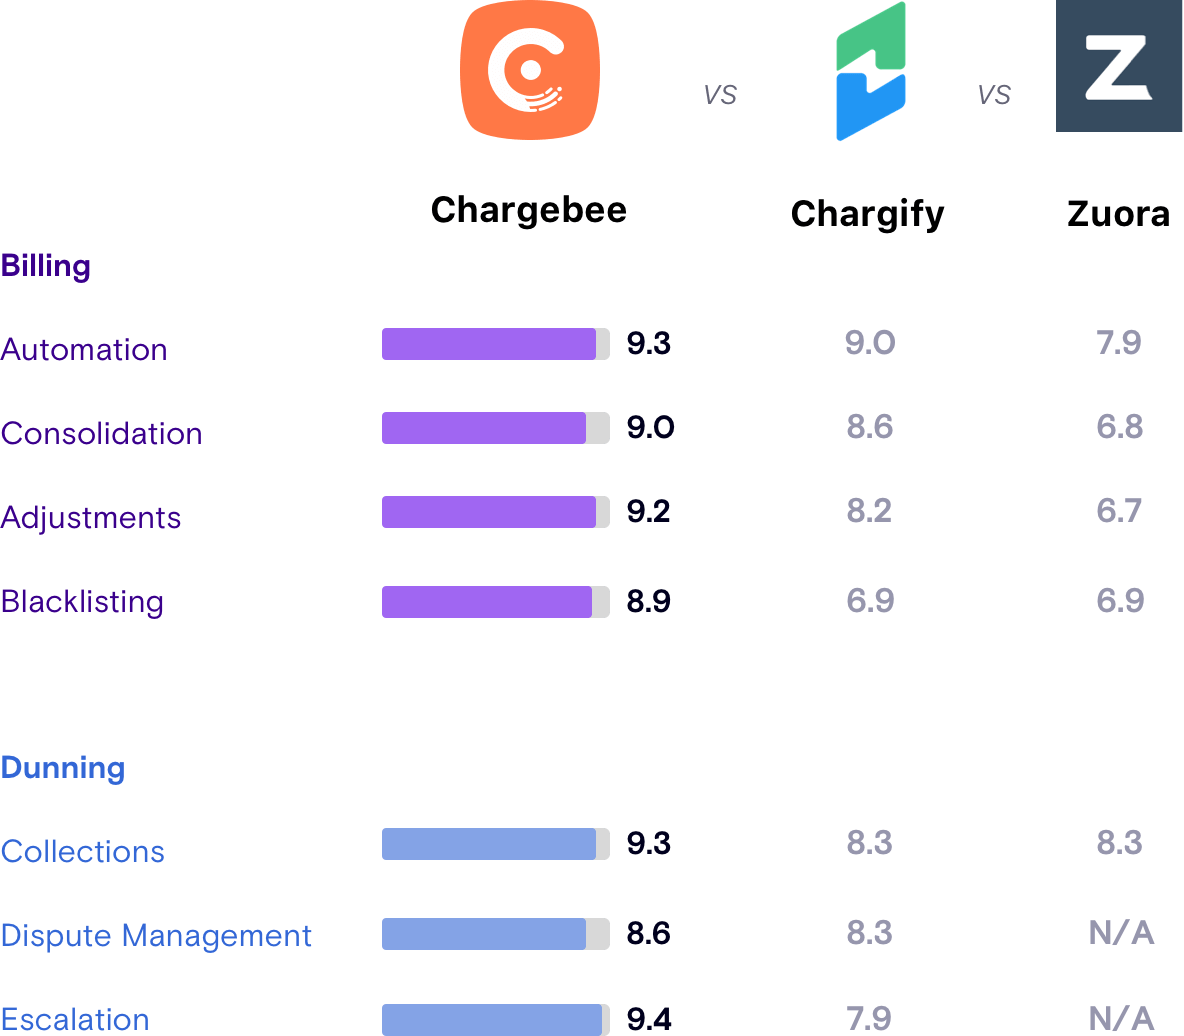 VS VS
Chargebee Chargify Zuora
Billing
Automation 9.3 9.0 7.9
Consolidation 9.0 8.6 6.8
Adjustments 9.2 8.2 6.7
Blacklisting 8.9 6.9 6.9
Dunning
Collections 9.3 8.3 8.3
Dispute Management 8.6 8.3 N/A
Escalation 9.4 7.9 N/A